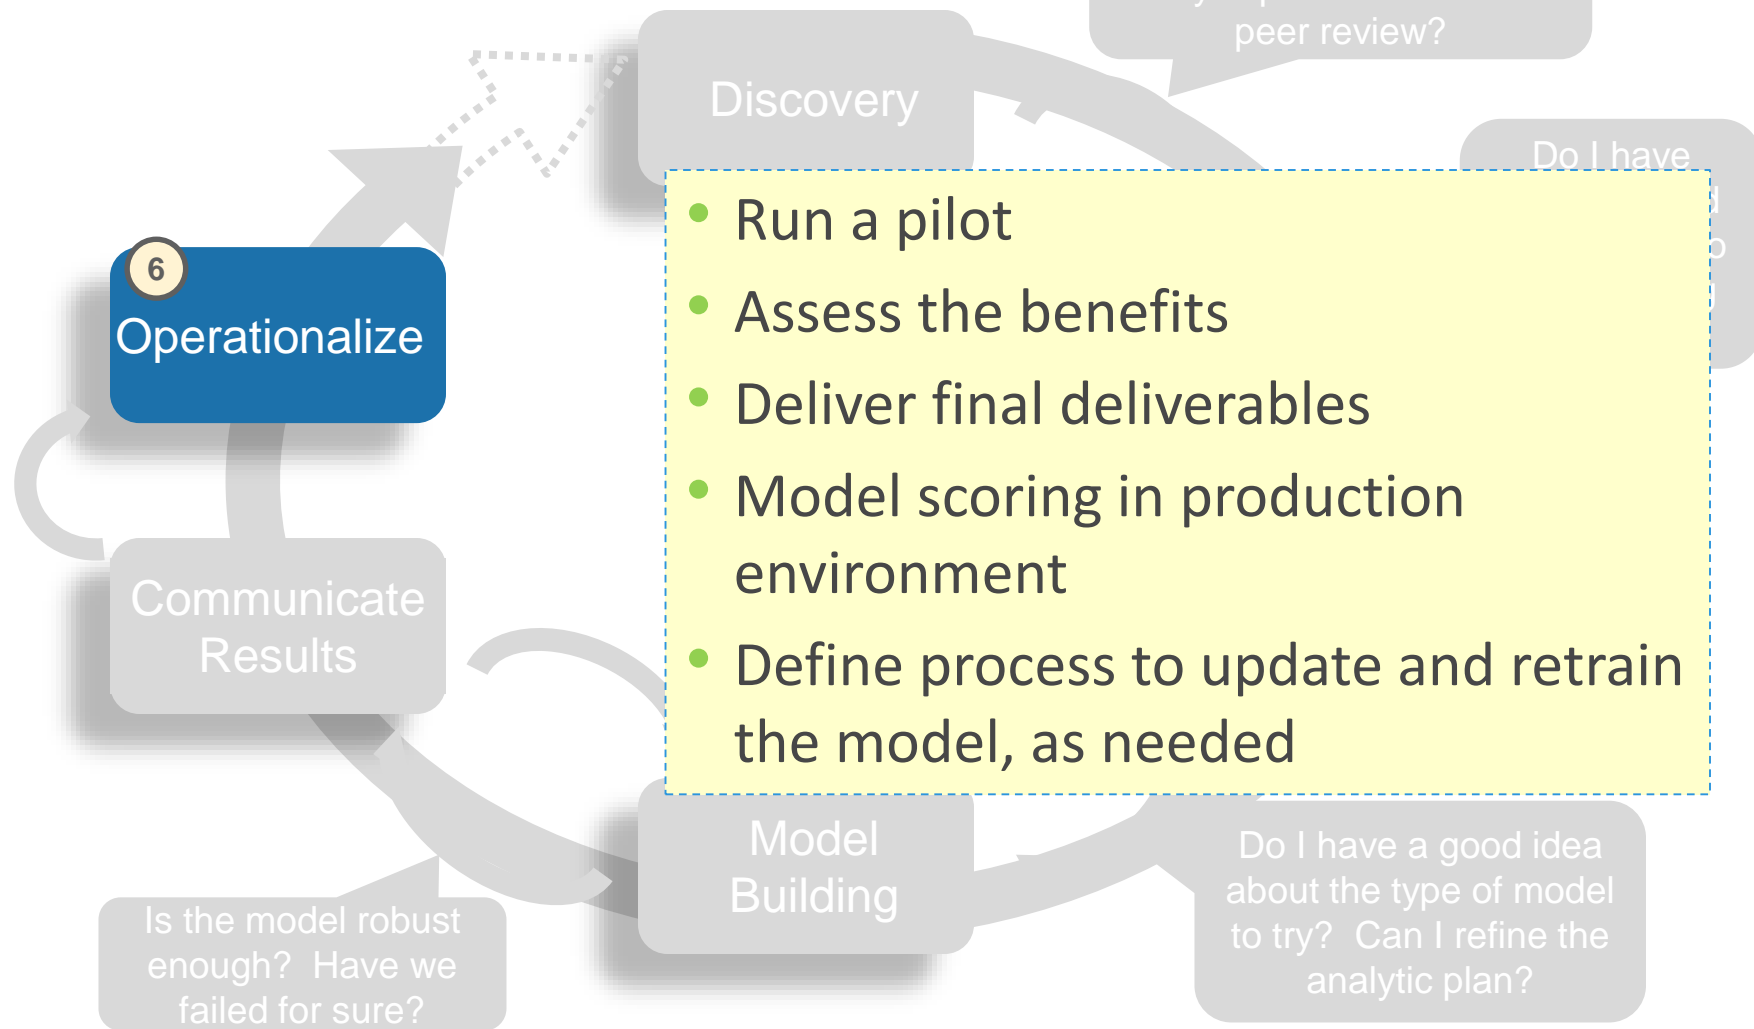 peer review?
Discovery
Do I have
• Run a pilot
• Assess the benefits
• Deliver final deliverables
• Model scoring in production
environment
• Define process to update and retrain
the model, as needed
6
Operationalize
Communicate
Results
Model
Building
Is the model robust
enough?  Have we
failed for sure?
Do I have a good idea
about the type of model
to try?  Can I refine the
analytic plan?